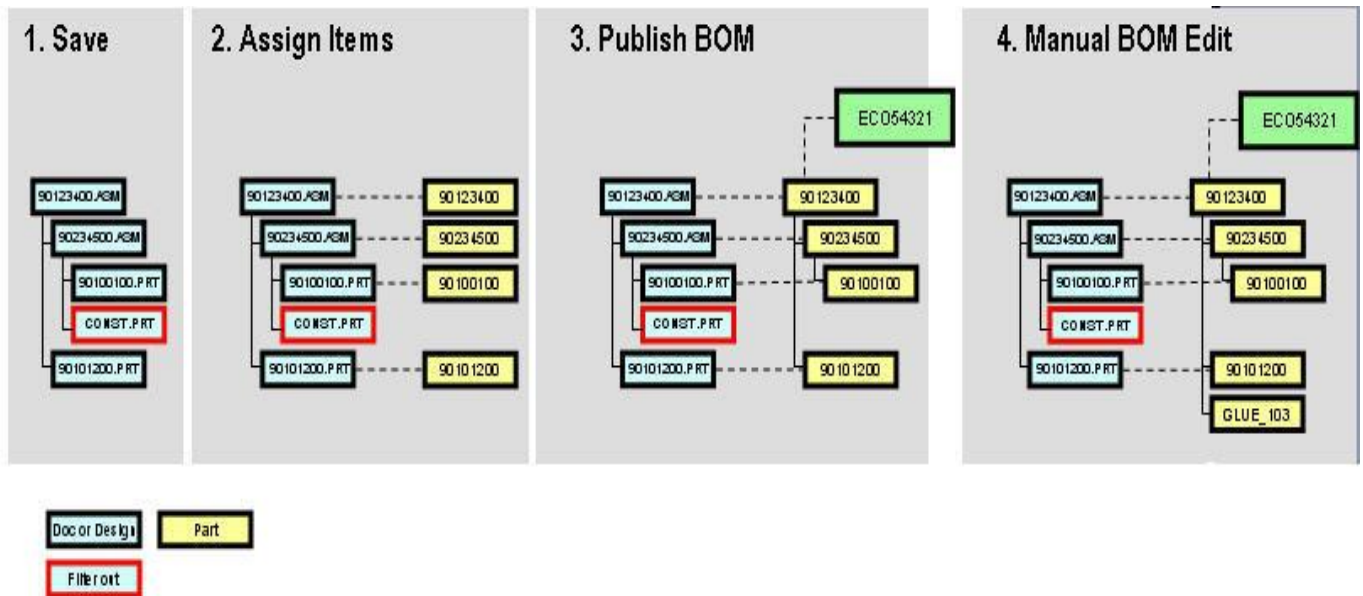 1. Save
2. Assign Items
3. Publish BOM
4. Manual BOM Edit
ECO54321
ECO54321
90123400.ASM
90123400.ASM
90123400
90123400.ASM
90123400
90123400.ASM
90123400
90234500.ASM
90234500.ASM
90234500
90234500.ASM
90234500
90234500.ASM
90234500
90100100.PRT
90100100.PRT
90100100
90100100.PRT
90100100
90100100.PRT
90100100
CONST.PRT
CONST.PRT
CONST.PRT
CONST.PRT
90101200.PRT
90101200.PRT
90101200
90101200.PRT
90101200
90101200.PRT
90101200
GLUE_103
Doc or Design
Part
Filter out